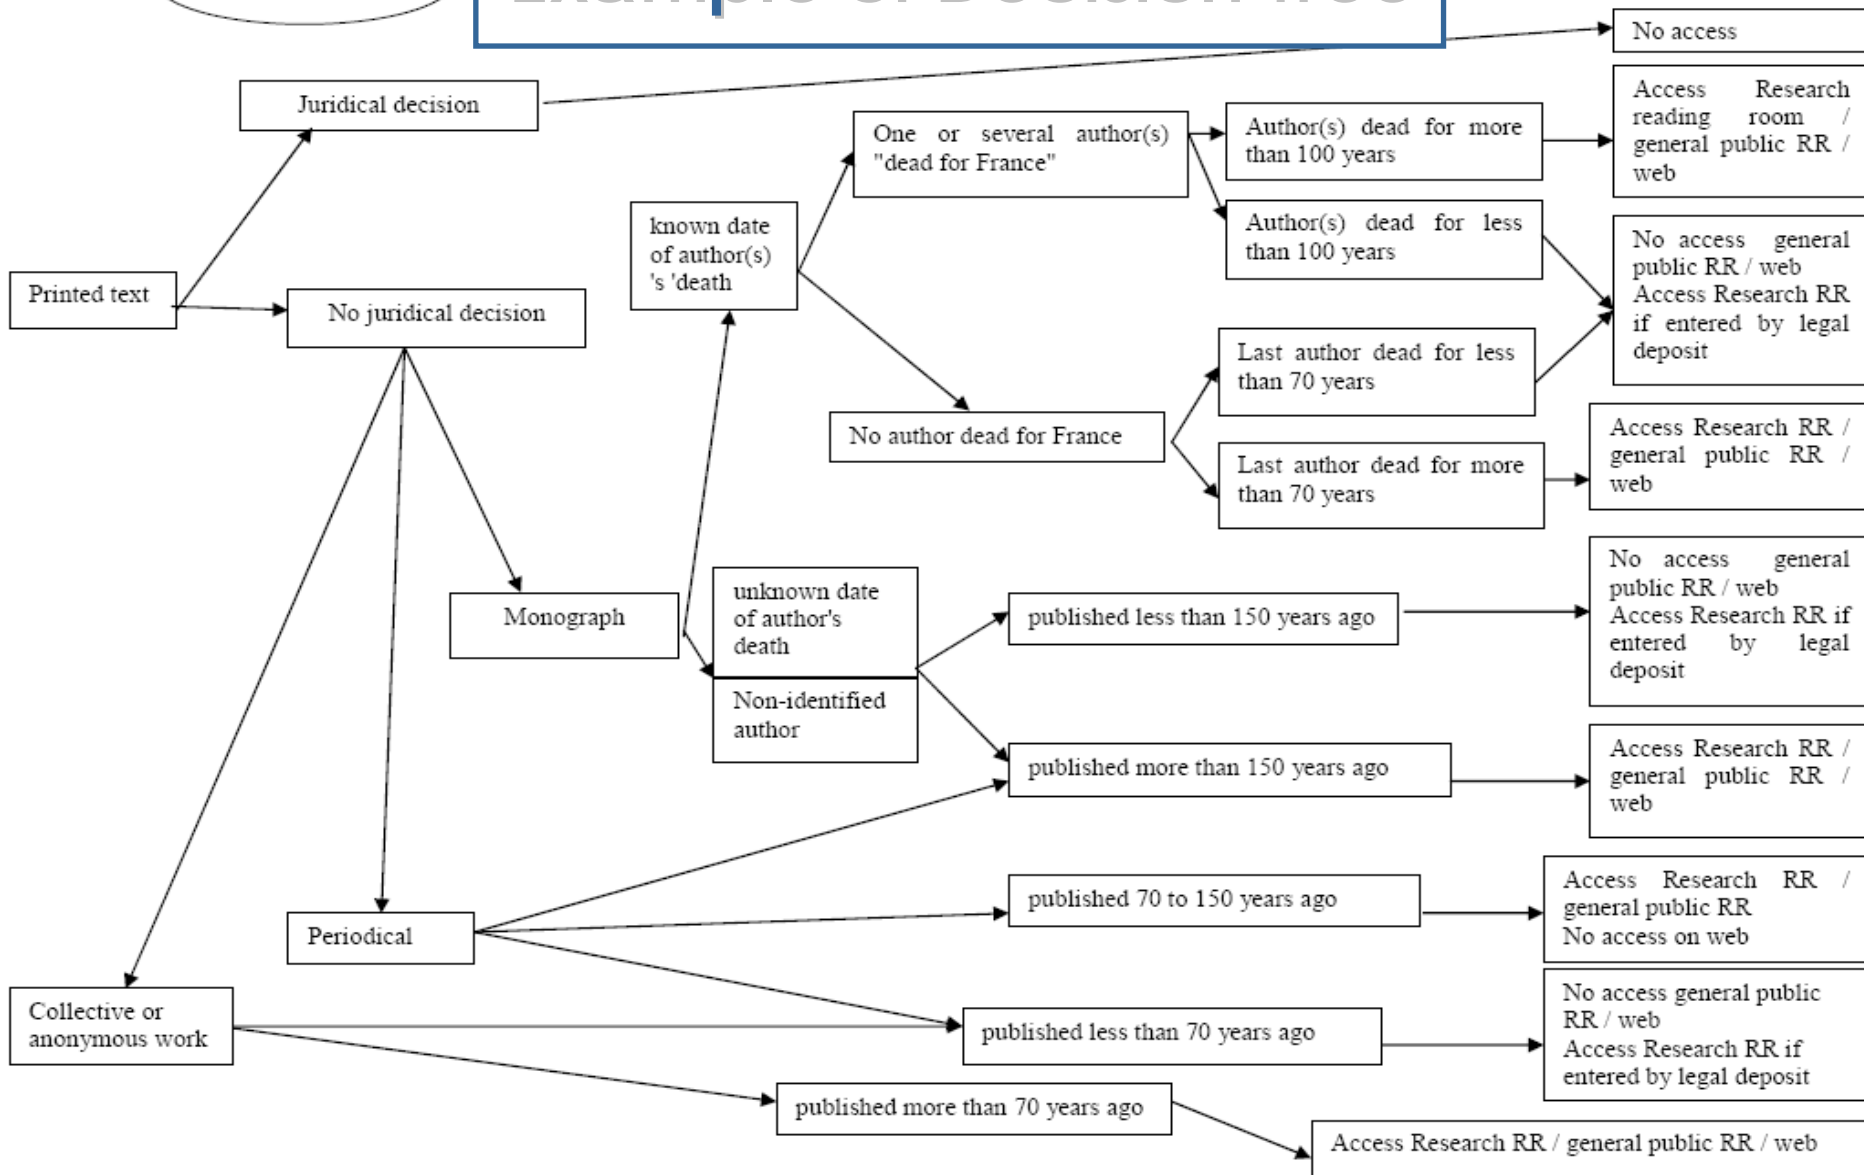 Example of Decision Tree
No access
Juridical decision
Access Research
reading room /
general public RR /
web
One or several author(s)
"dead for France"
Author(s) dead for more
than 100 years
known date
of author(s)
's 'death
Author(s) dead for less
than 100 years
No access general
public RR / web
Access Research RR
if entered by legal
deposit
Printed text
No juridical decision
Last author dead for less
than 70 years
No author dead for France
Access Research RR /
general public RR /
web
Last author dead for more
than 70 years
No access general
public RR / web
Access Research RR if
entered by legal
deposit
unknown date
of author's
death
Monograph
published less than 150 years ago
Non-identified
author
published more than 150 years ago
Access Research RR /
general public RR /
web
Access Research RR /
general public RR
No access on web
published 70 to 150 years ago
Periodical
No access general public
RR / web
Access Research RR if
entered by legal deposit
Collective or
anonymous work
published less than 70 years ago
published more than 70 years ago
Access Research RR / general public RR / web